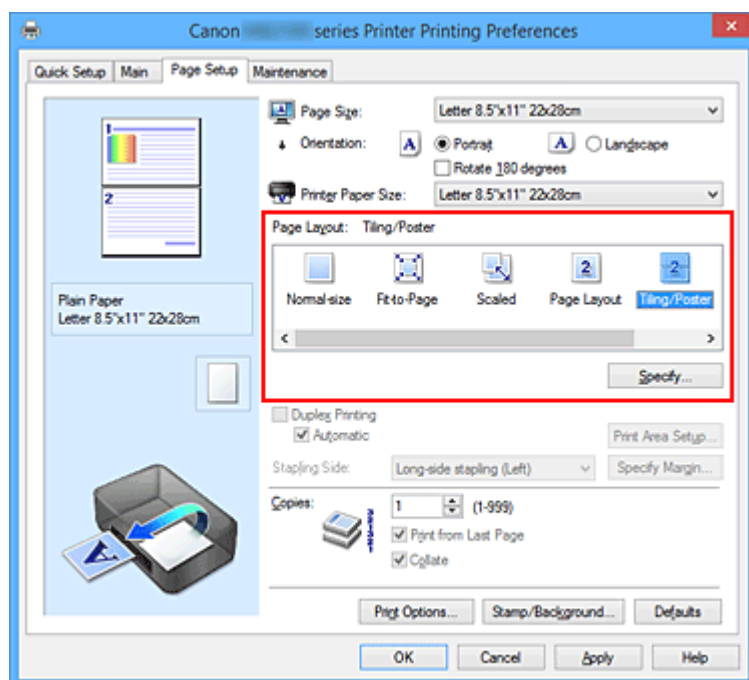 Canon series Printer Printing Preferences
Quick Setup Main Page Setup Maintenance
Page Size: Letter 8.5"x11" 22x28cm
Orientation: A Portrait A Landscape
Rotate 180 degrees
Printer Paper Size: Letter 8.5"x11" 22x28cm
1
2
Page Layout: Tiling/Poster
2 2
Normal-size Fit-to-Page Scaled Page Layout Tiling/Poster
Plain Paper
Letter 8.5"x11" 22x28cm
Specify...
Duplex Printing
Automatic Print Area Setup...
Stapling Side: Long-side stapling (Left) Specify Margin...
Copies: 1 (1-999)
Print from Last Page
Collate
A
Print Options... Stamp/Background... Defaults
OK Cancel Apply Help